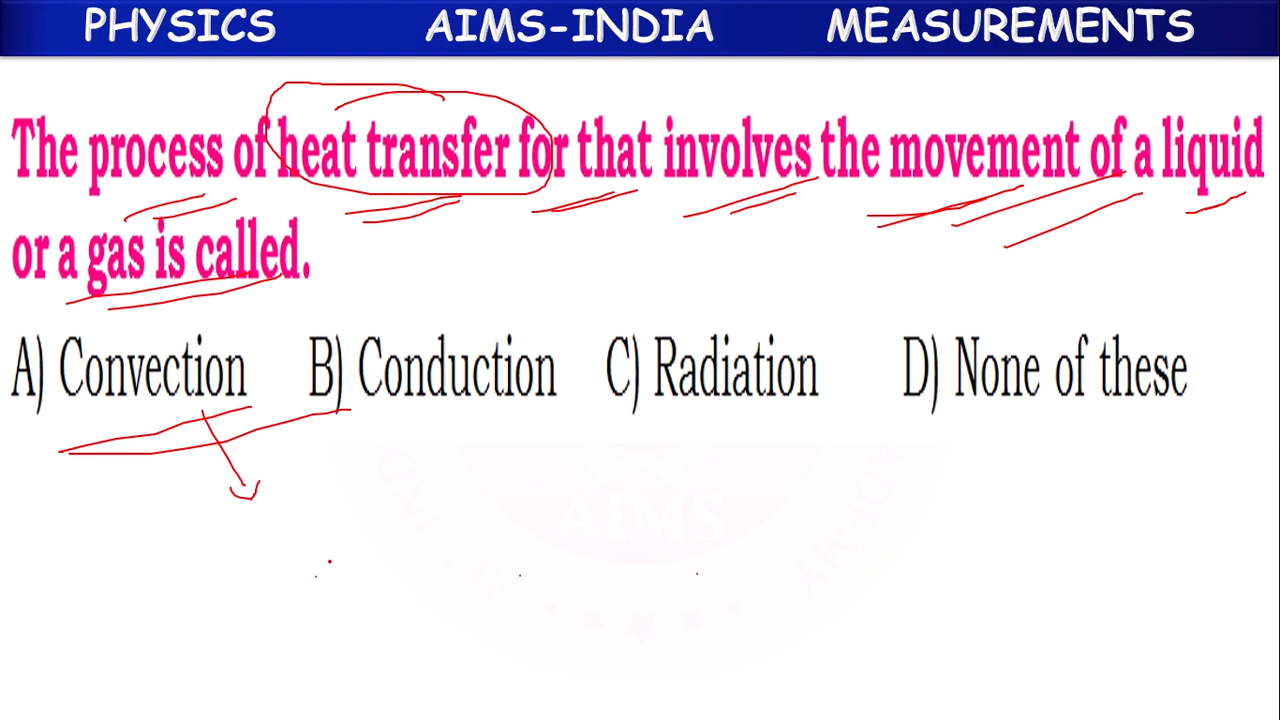 PHYSICS AIMS-INDIA MEASUREMENTS
The process of heat transfer for that involves the movement of a liquid
or a gas is called.
A) Convection B) Conduction C) Radiation D) None of these
AIMS